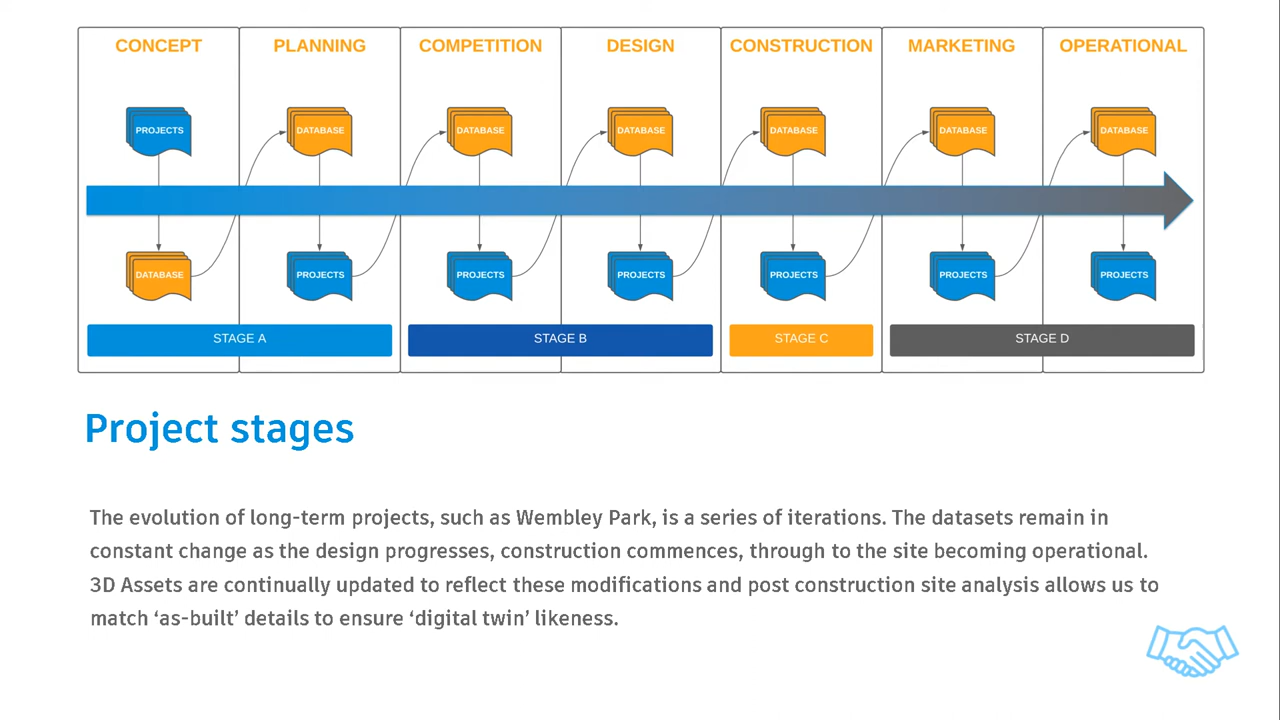 CONCEPT PLANNING COMPETITION DESIGN CONSTRUCTION MARKETING OPERATIONAL
PROJECTS DATABASE DATABASE DATABASE DATABASE DATABASE DATABASE
DATABASE PROJECTS PROJECTS PROJECTS PROJECTS PROJECTS PROJECTS
STAGE A STAGE B STAGE C STAGE D
Project stages
The evolution of long-term projects, such as Wembley Park, is a series of iterations. The datasets remain in
constant change as the design progresses, construction commences, through to the site becoming operational.
3D Assets are continually updated to reflect these modifications and post construction site analysis allows us to
match ‘as-built’ details to ensure ‘digital twin’ likeness.